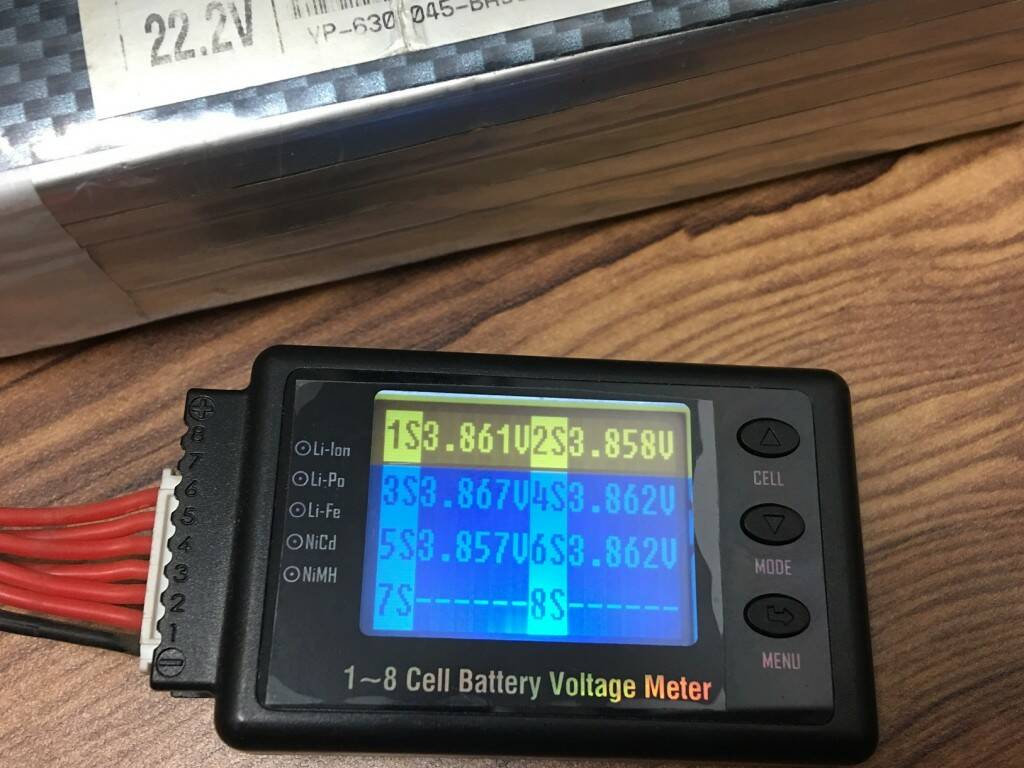 22.2V
1S3.861V2S3.858V
3S3.867V4S3.862V
5S3.857V6S3.862V
7S------8S------
Li-Ion
Li-Po
Li-Fe
NiCd
NiMH
8
7
6
5
4
3
2
1
CELL
MODE
MENU
1~8 Cell Battery Voltage Meter